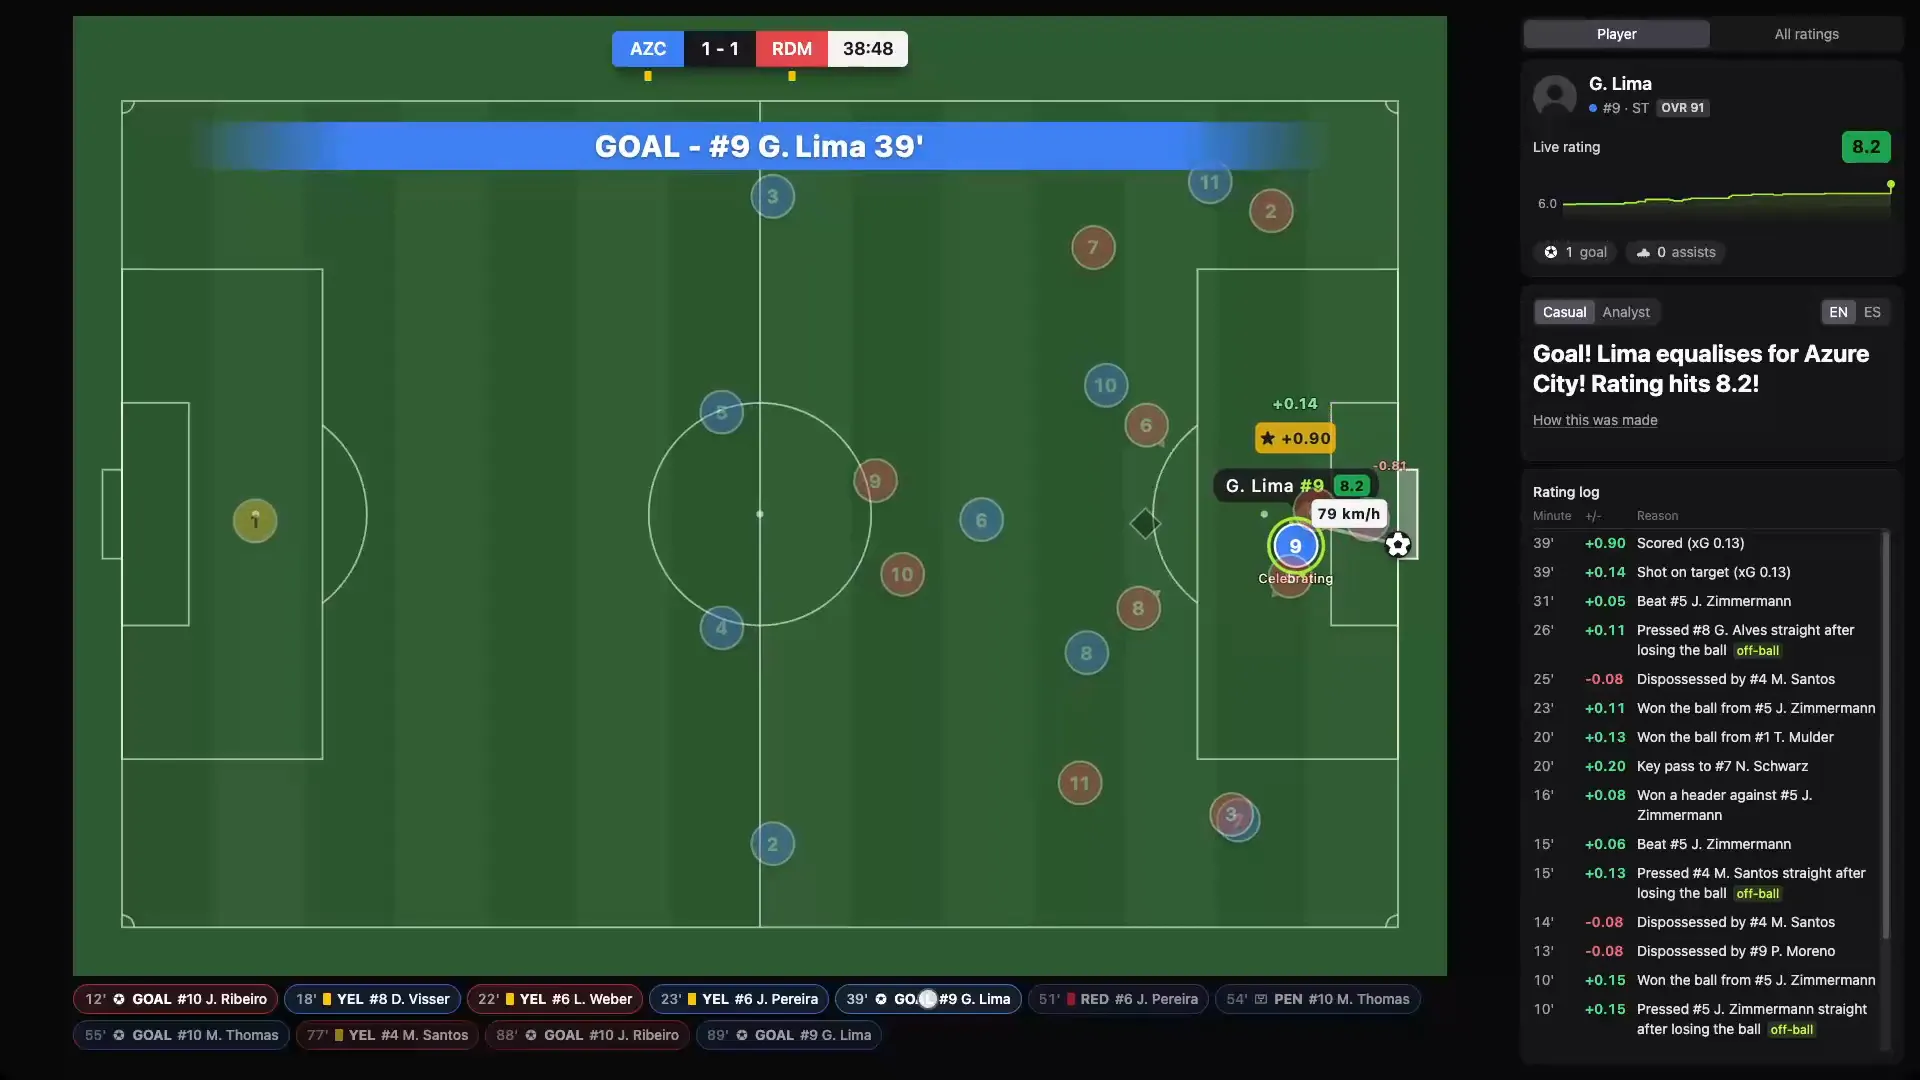 AZC 1 - 1 RDM 38:48
GOAL - #9 G. Lima 39'
3
11
2
7
5
10
6
9
6
1
10
4
8
8
11
3
2
+0.14
★ +0.90
-0.81
G. Lima #9 8.2
79 km/h
9
Celebrating
12' GOAL #10 J. Ribeiro
18' YEL #8 D. Visser
22' YEL #6 L. Weber
23' YEL #6 J. Pereira
39' #9 G. Lima
51' RED #6 J. Pereira
54' PEN #10 M. Thomas
55' GOAL #10 M. Thomas
77' YEL #4 M. Santos
88' GOAL #10 J. Ribeiro
89' GOAL #9 G. Lima
Player All ratings
G. Lima
#9 · ST OVR 91
Live rating 8.2
6.0
1 goal 0 assists
Casual Analyst EN ES
Goal! Lima equalises for Azure
City! Rating hits 8.2!
How this was made
Rating log
Minute +/- Reason
39' +0.90 Scored (xG 0.13)
39' +0.14 Shot on target (xG 0.13)
31' +0.05 Beat #5 J. Zimmermann
26' +0.11 Pressed #8 G. Alves straight after
losing the ball off-ball
25' -0.08 Dispossessed by #4 M. Santos
23' +0.11 Won the ball from #5 J. Zimmermann
20' +0.13 Won the ball from #1 T. Mulder
20' +0.20 Key pass to #7 N. Schwarz
16' +0.08 Won a header against #5 J.
Zimmermann
15' +0.06 Beat #5 J. Zimmermann
15' +0.13 Pressed #4 M. Santos straight after
losing the ball off-ball
14' -0.08 Dispossessed by #4 M. Santos
13' -0.08 Dispossessed by #9 P. Moreno
10' +0.15 Won the ball from #5 J. Zimmermann
10' +0.15 Pressed #5 J. Zimmermann straight
after losing the ball off-ball